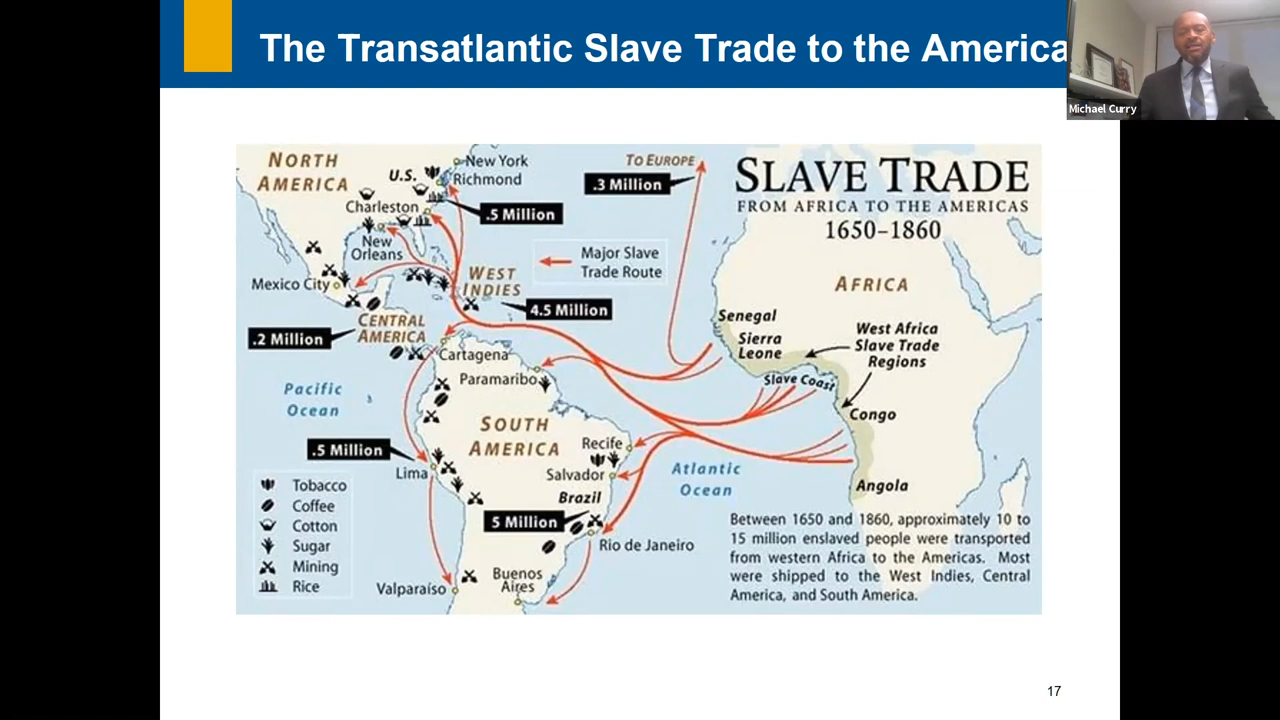 The Transatlantic Slave Trade to the America
Michael Curry
NORTH
AMERICA
U.S.
New York
Richmond
Charleston
.5 Million
New
Orleans
Mexico City
WEST
INDIES
4.5 Million
CENTRAL
AMERICA
.2 Million
TO EUROPE
.3 Million
Major Slave
Trade Route
SLAVE TRADE
FROM AFRICA TO THE AMERICAS
1650–1860
AFRICA
Senegal
Sierra
Leone
West Africa
Slave Trade
Regions
Slave Coast
Congo
Angola
Cartagena
Paramaribo
Pacific
Ocean
SOUTH
AMERICA
Recife
.5 Million
Lima
Salvador
Brazil
5 Million
Atlantic
Ocean
Rio de Janeiro
Valparaíso
Buenos
Aires
Tobacco
Coffee
Cotton
Sugar
Mining
Rice
Between 1650 and 1860, approximately 10 to
15 million enslaved people were transported
from western Africa to the Americas. Most
were shipped to the West Indies, Central
America, and South America.
17